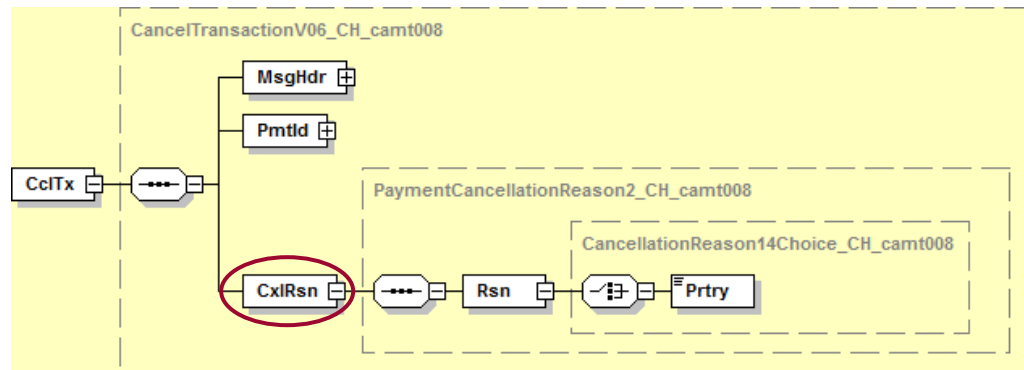 CancelTransactionV06_CH_camt008
MsgHdr
PmtId
CclTx
PaymentCancellationReason2_CH_camt008
CancellationReason14Choice_CH_camt008
CxlRsn
Rsn
Prtry